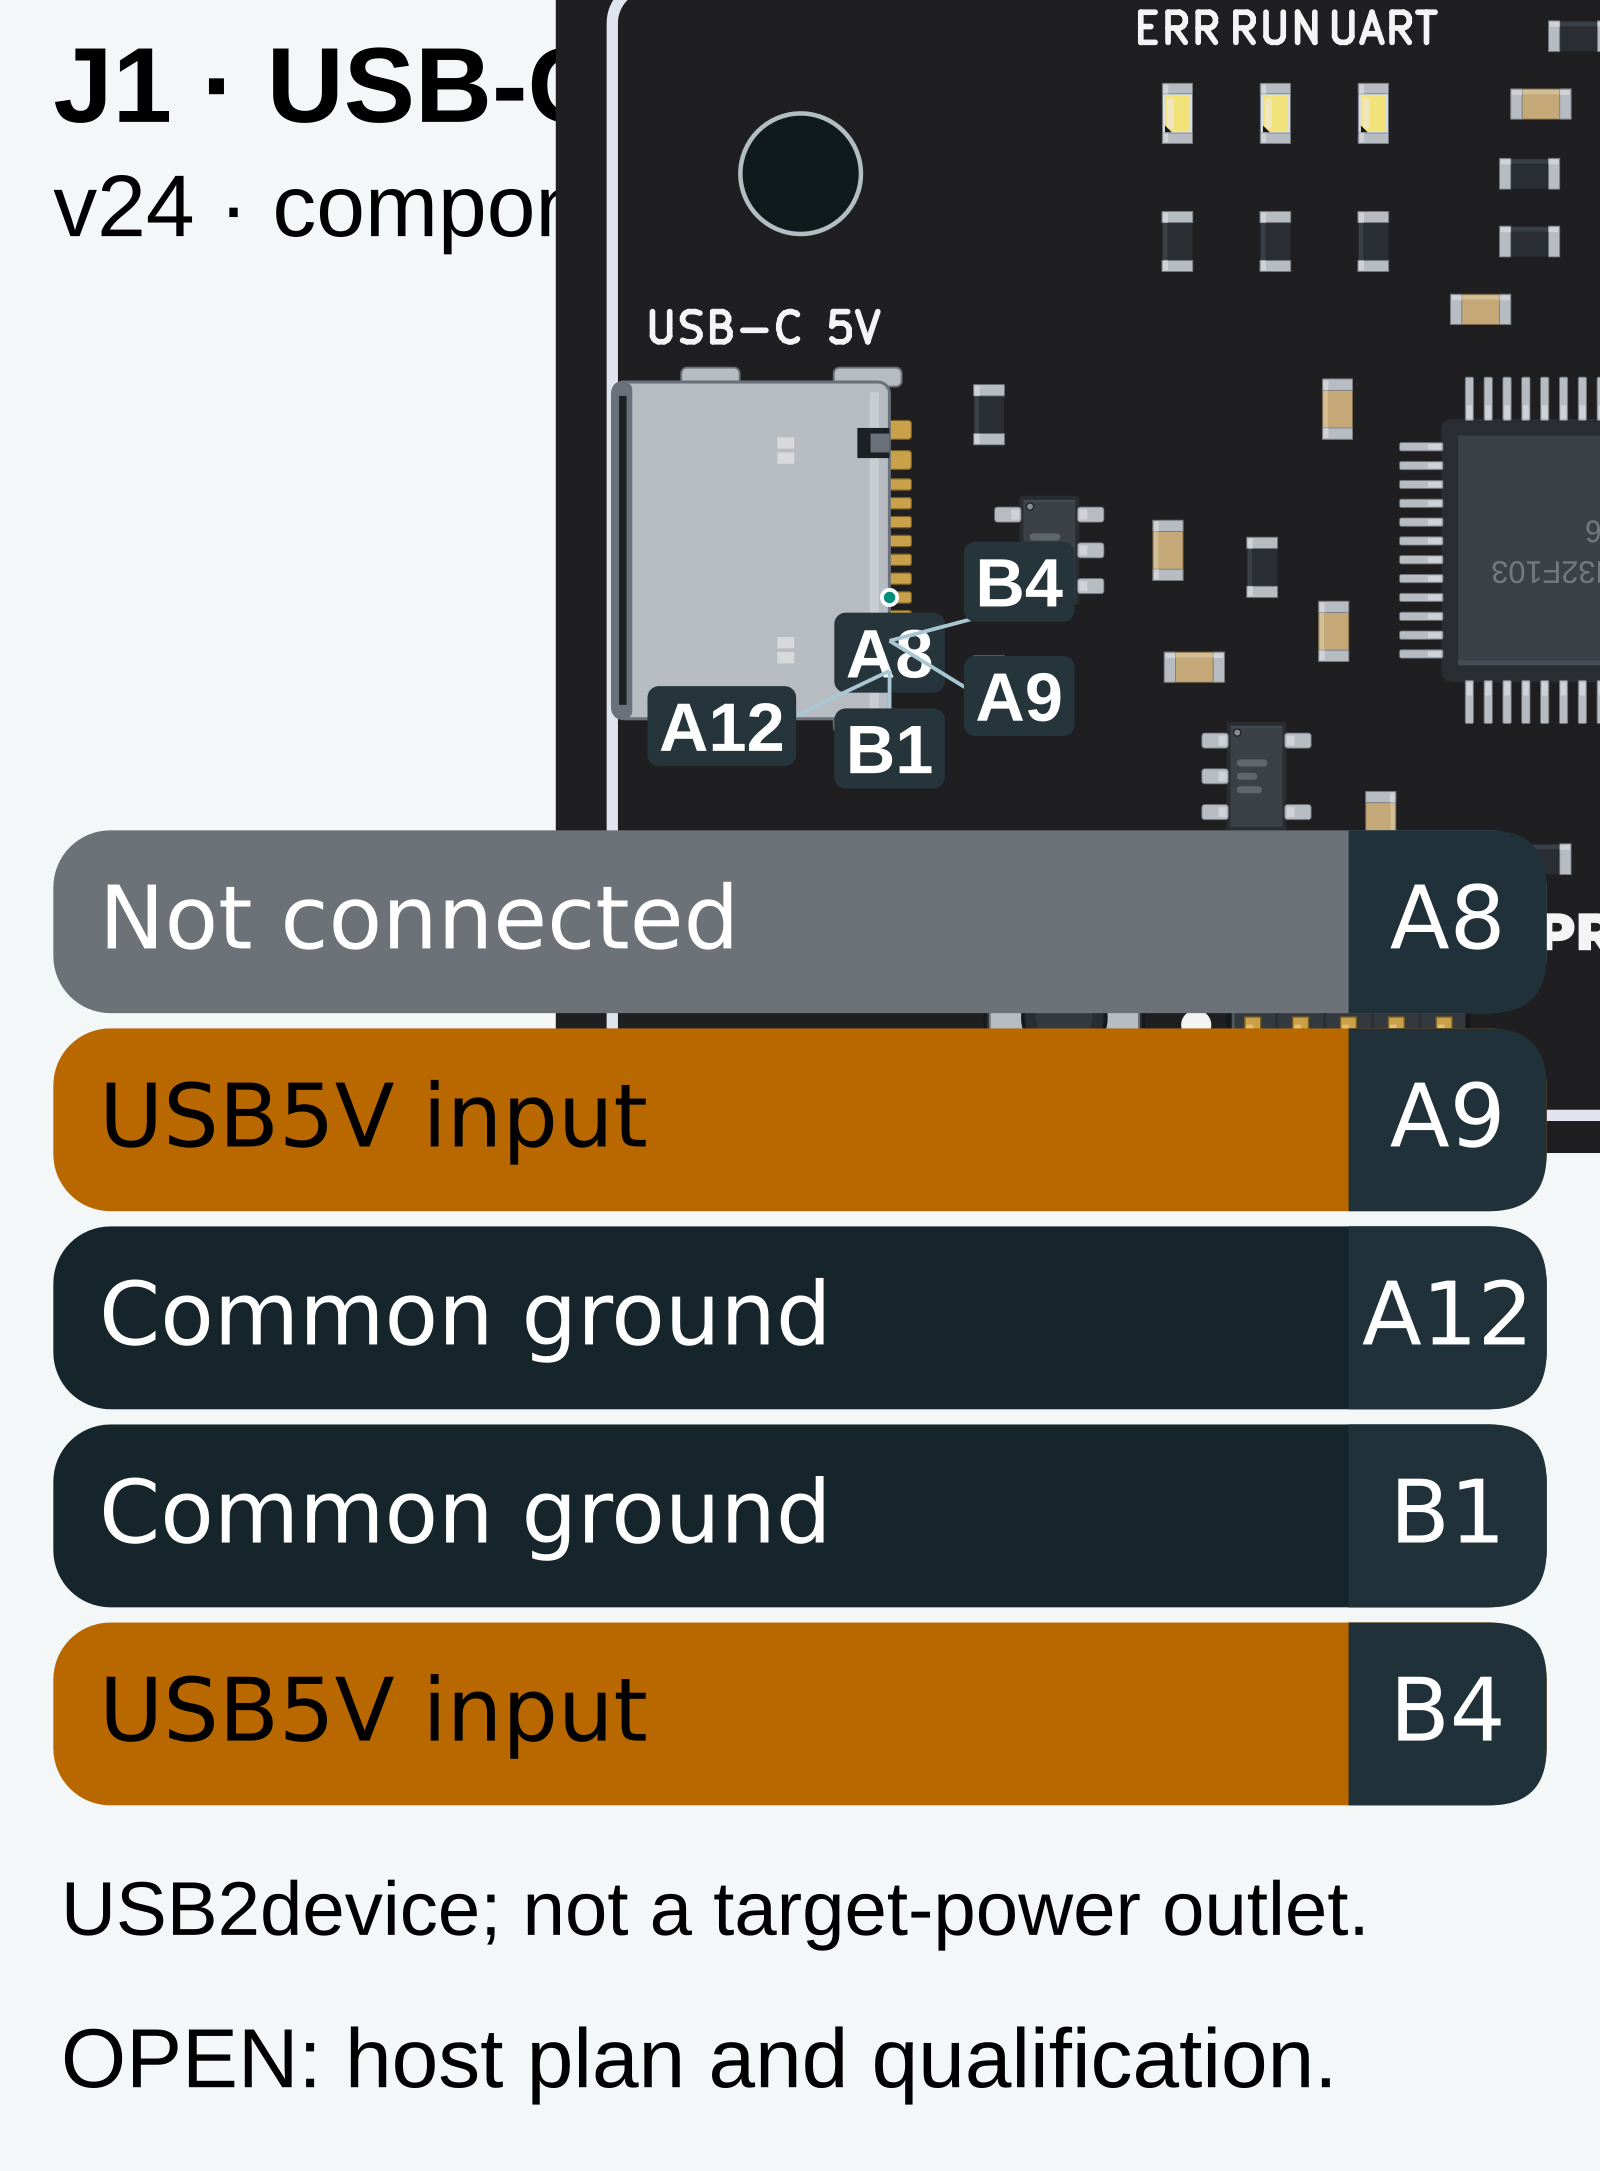 J1 · USB-C
v24 · compon
ERR RUN UART
USB-C 5V
B4
A8
A9
A12
B1
Not connected A8
PR
USB5V input A9
Common ground A12
Common ground B1
USB5V input B4
USB2device; not a target-power outlet.
OPEN: host plan and qualification.